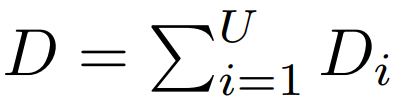 D = \sum_{i=1}^{U} D_i